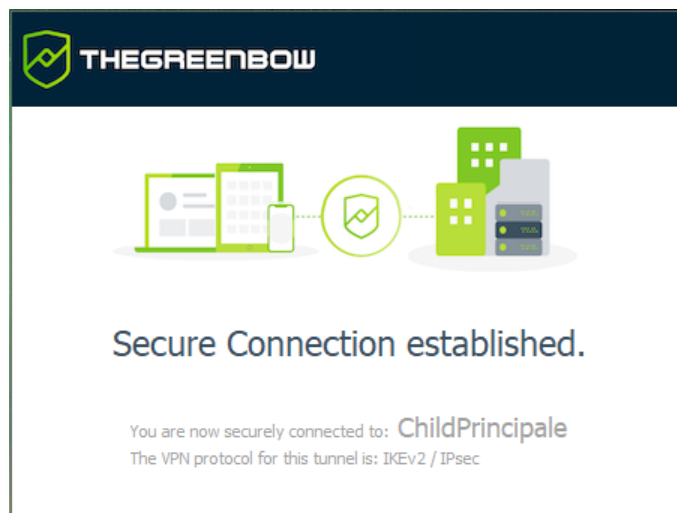 THEGREENBOW
Secure Connection established.
You are now securely connected to: ChildPrincipale
The VPN protocol for this tunnel is: IKEv2 / IPsec